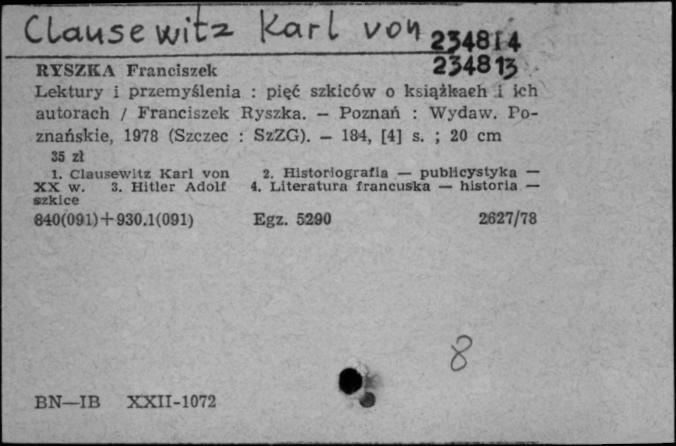 Clausewitz Karl von
234814
234813
RYSZKA Franciszek
Lektury i przemyślenia : pięć szkiców o książkach i ich
autorach / Franciszek Ryszka. — Poznań : Wydaw. Po-
znańskie, 1978 (Szczec : SzZG). — 184, [4] s. ; 20 cm
35 zł
1. Clausewitz Karl von 2. Historiografia — publicystyka —
XX w. 3. Hitler Adolf 4. Literatura francuska — historia —
szkice
840(091)+930.1(091) Egz. 5290 2627/78
8
BN—IB XXII-1072